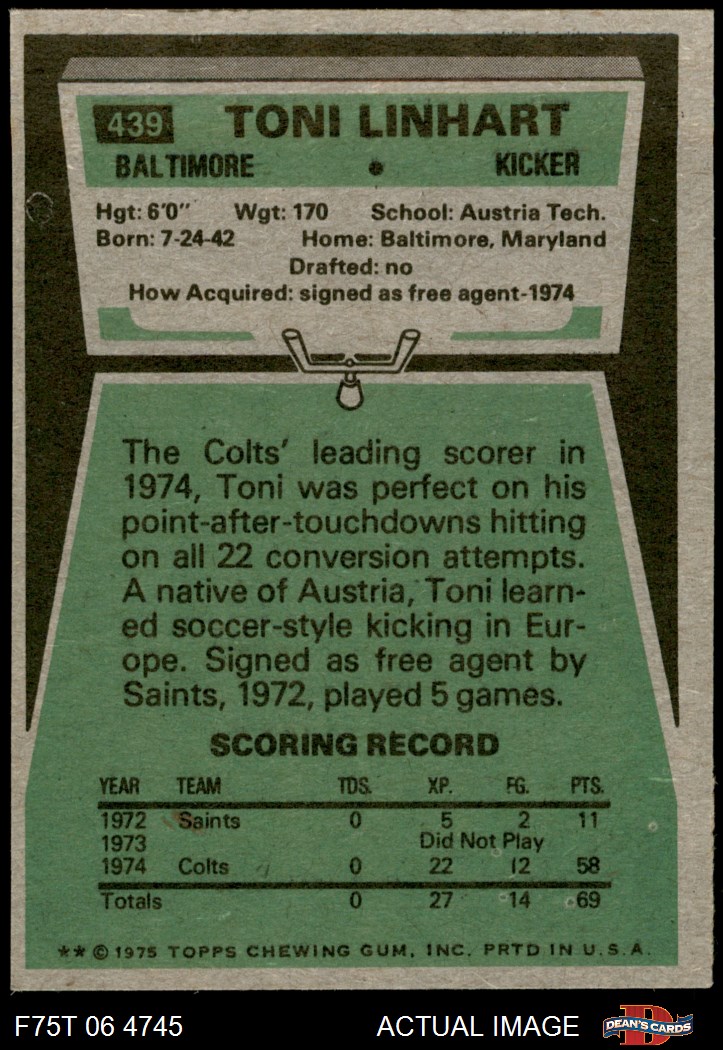 439 TONI LINHART
BALTIMORE • KICKER
Hgt: 6'0" Wgt: 170 School: Austria Tech.
Born: 7-24-42 Home: Baltimore, Maryland
Drafted: no
How Acquired: signed as free agent-1974
The Colts' leading scorer in
1974, Toni was perfect on his
point-after-touchdowns hitting
on all 22 conversion attempts.
A native of Austria, Toni learn-
ed soccer-style kicking in Eur-
ope. Signed as free agent by
Saints, 1972, played 5 games.
SCORING RECORD
YEAR TEAM TDS. XP. FG. PTS.
1972 Saints 0 5 2 11
1973 Did Not Play
1974 Colts 0 22 12 58
Totals 0 27 14 69
** © 1975 TOPPS CHEWING GUM, INC. PRTD IN U.S.A.
F75T 06 4745 ACTUAL IMAGE D DEAN'S CARDS